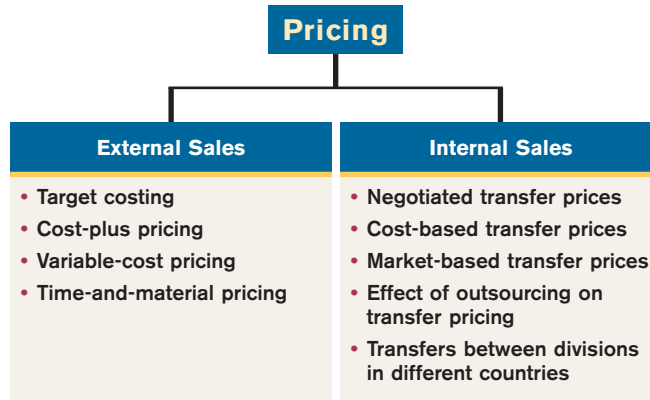 Pricing
External Sales
• Target costing
• Cost-plus pricing
• Variable-cost pricing
• Time-and-material pricing
Internal Sales
• Negotiated transfer prices
• Cost-based transfer prices
• Market-based transfer prices
• Effect of outsourcing on
transfer pricing
• Transfers between divisions
in different countries